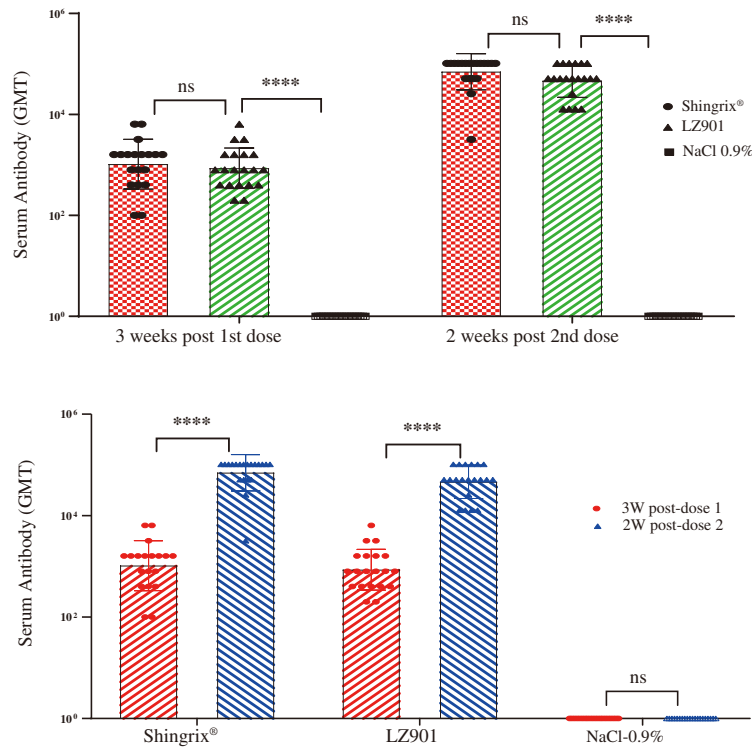 Serum Antibody (GMT)
10⁶
10⁴
10²
10⁰
ns
****
ns
****
Shingrix®
LZ901
NaCl 0.9%
3 weeks post 1st dose
2 weeks post 2nd dose
Serum Antibody (GMT)
10⁶
10⁴
10²
10⁰
****
****
ns
3W post-dose 1
2W post-dose 2
Shingrix®
LZ901
NaCl-0.9%